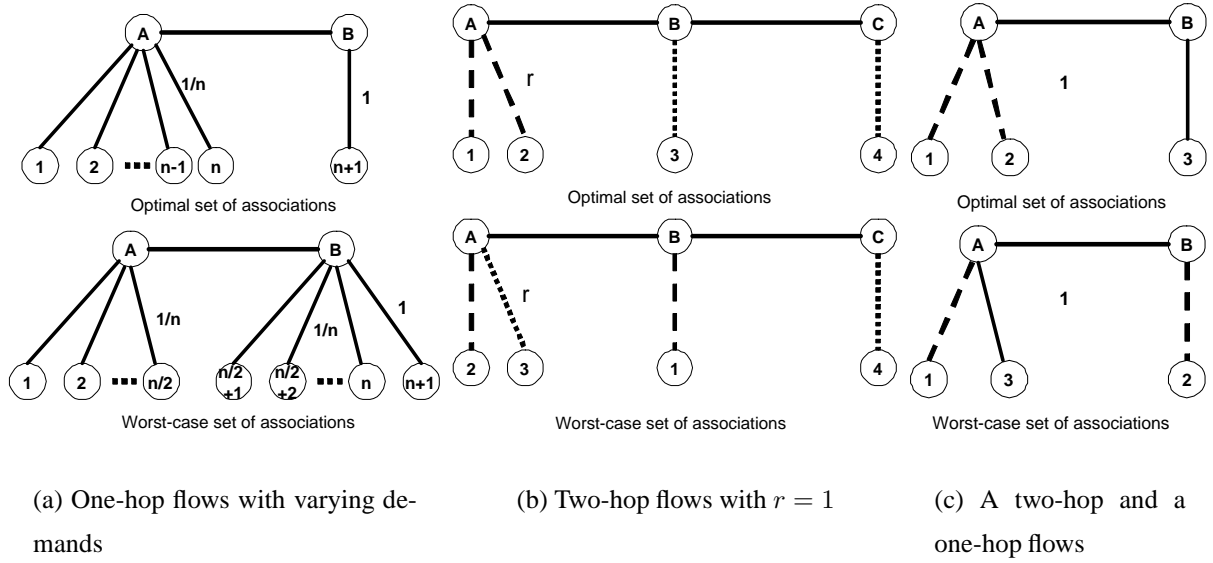 A
B
1/n
1
1
2
n-1
n
n+1
Optimal set of associations
A
B
1/n
1/n
1
1
2
n/2
n/2
+1
n/2
+2
n
n+1
Worst-case set of associations
(a) One-hop flows with varying de-
mands
A
B
C
r
1
2
3
4
Optimal set of associations
A
B
C
r
2
3
1
4
Worst-case set of associations
(b) Two-hop flows with r = 1
A
B
1
1
2
3
Optimal set of associations
A
B
1
1
3
2
Worst-case set of associations
(c) A two-hop and a
one-hop flows